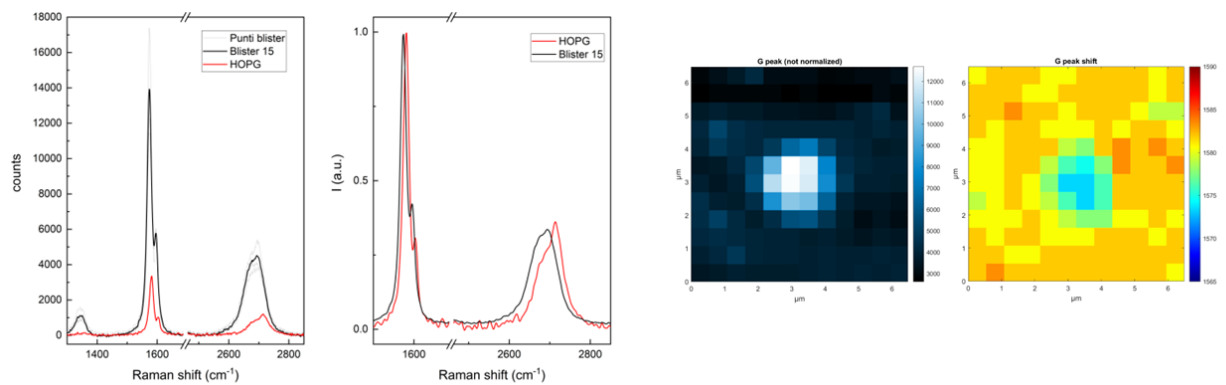 18000
16000
14000
12000
10000
8000
6000
4000
2000
0
counts
1400
1600
2600
2800
Raman shift (cm⁻¹)
Punti blister
Blister 15
HOPG
1.0
0.5
0.0
I (a.u.)
1600
2600
2800
Raman shift (cm⁻¹)
HOPG
Blister 15
G peak (not normalized)
6
5
4
3
2
1
0
µm
0 1 2 3 4 5 6
µm
12000
11000
10000
9000
8000
7000
6000
5000
4000
3000
G peak shift
6
5
4
3
2
1
0
µm
0 1 2 3 4 5 6
µm
1590
1585
1580
1575
1570
1565